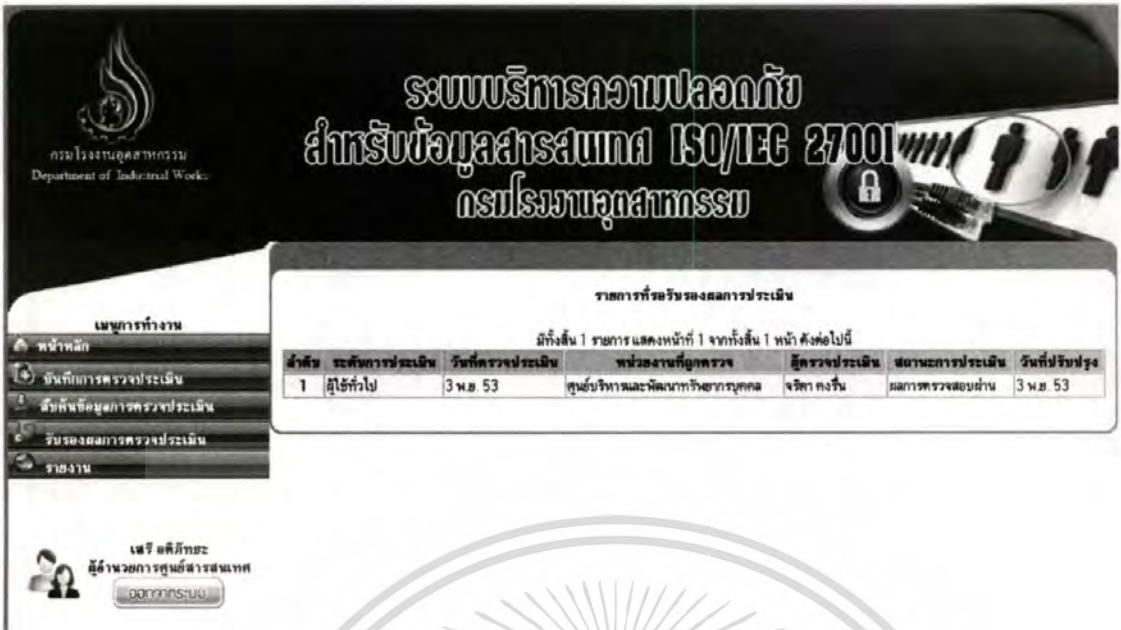 กรมโรงงานอุตสาหกรรม
Department of Industrial Works
ระบบบริหารความปลอดภัย
สำหรับข้อมูลสารสนเทศ ISO/IEC 27001
กรมโรงงานอุตสาหกรรม
เมนูการทำงาน
หน้าหลัก
บันทึกการตรวจประเมิน
สืบค้นข้อมูลการตรวจประเมิน
รับรองผลการตรวจประเมิน
รายงาน
เสรี อติภัทธะ
ผู้อำนวยการศูนย์สารสนเทศ
ออกจากระบบ
รายการที่รอรับรองผลการประเมิน
มีทั้งสิ้น 1 รายการ แสดงหน้าที่ 1 จากทั้งสิ้น 1 หน้า ดังต่อไปนี้
ลำดับ ระดับการประเมิน วันที่ตรวจประเมิน หน่วยงานที่ถูกตรวจ ผู้ตรวจประเมิน สถานะการประเมิน วันที่ปรับปรุง
1 ผู้ใช้ทั่วไป 3 พ.ย. 53 ศูนย์บริหารและพัฒนาทรัพยากรบุคคล จริตา คงรื่น ผลการตรวจสอบผ่าน 3 พ.ย. 53